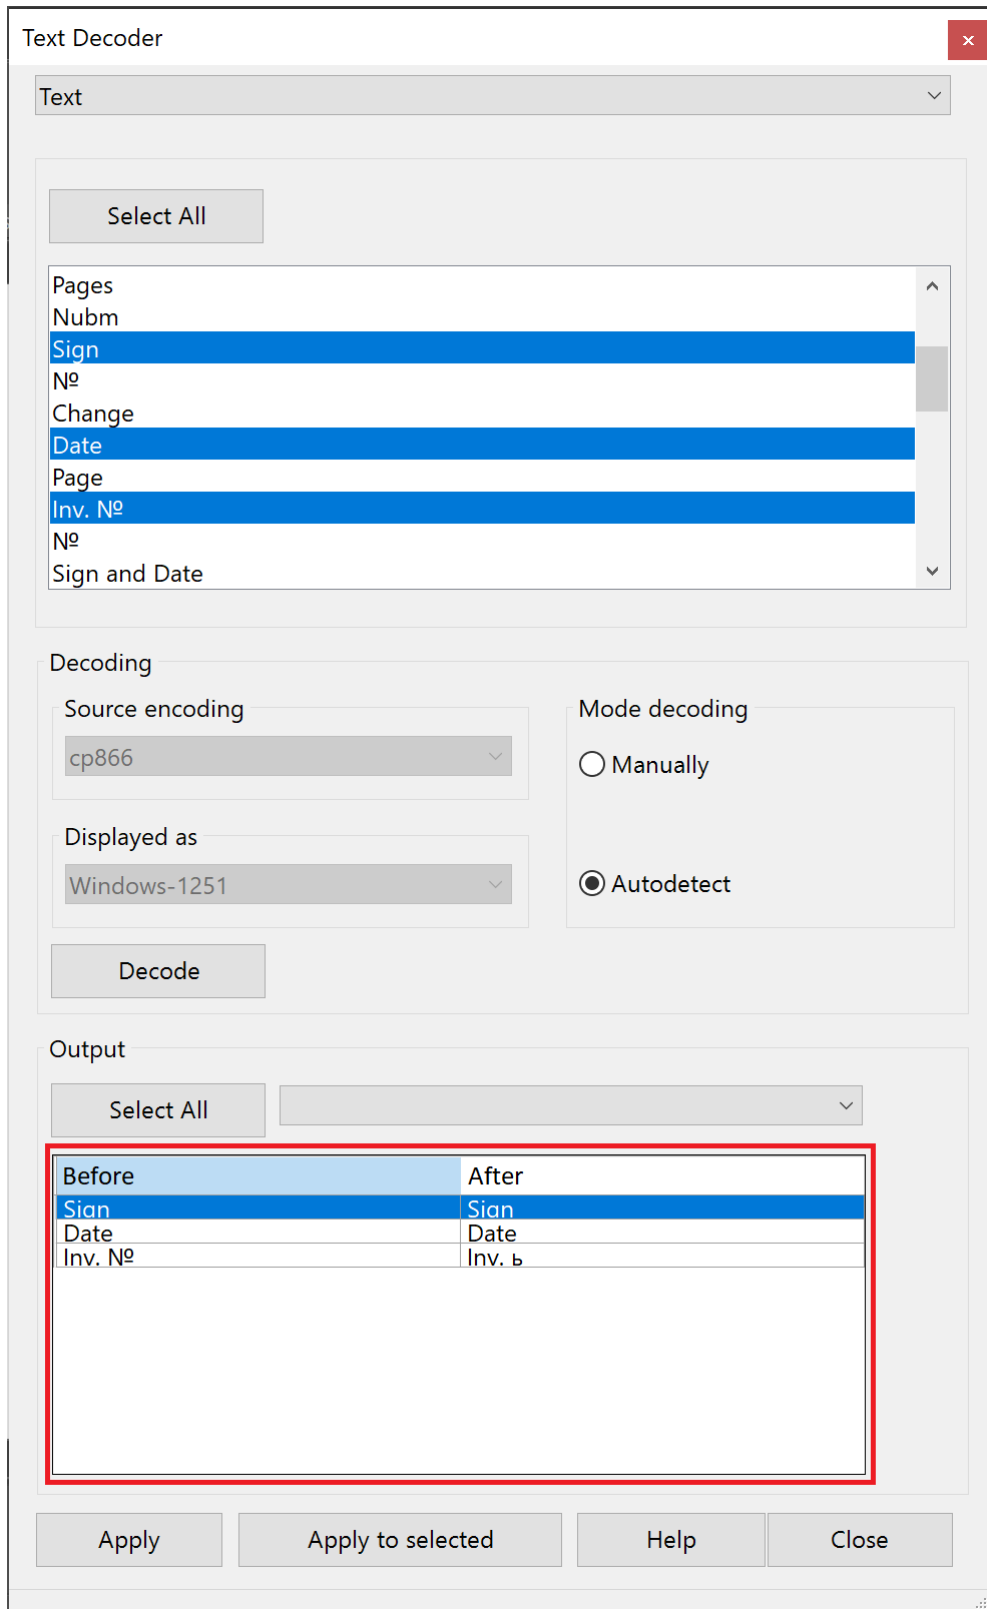 Text Decoder
Text
Select All
Pages
Nubm
Sign
№
Change
Date
Page
Inv. №
№
Sign and Date
Decoding
Source encoding
cp866
Mode decoding
Manually
Displayed as
Windows-1251
Autodetect
Decode
Output
Select All
Before After
Sign Sign
Date Date
Inv. № Inv. ь
Apply Apply to selected Help Close